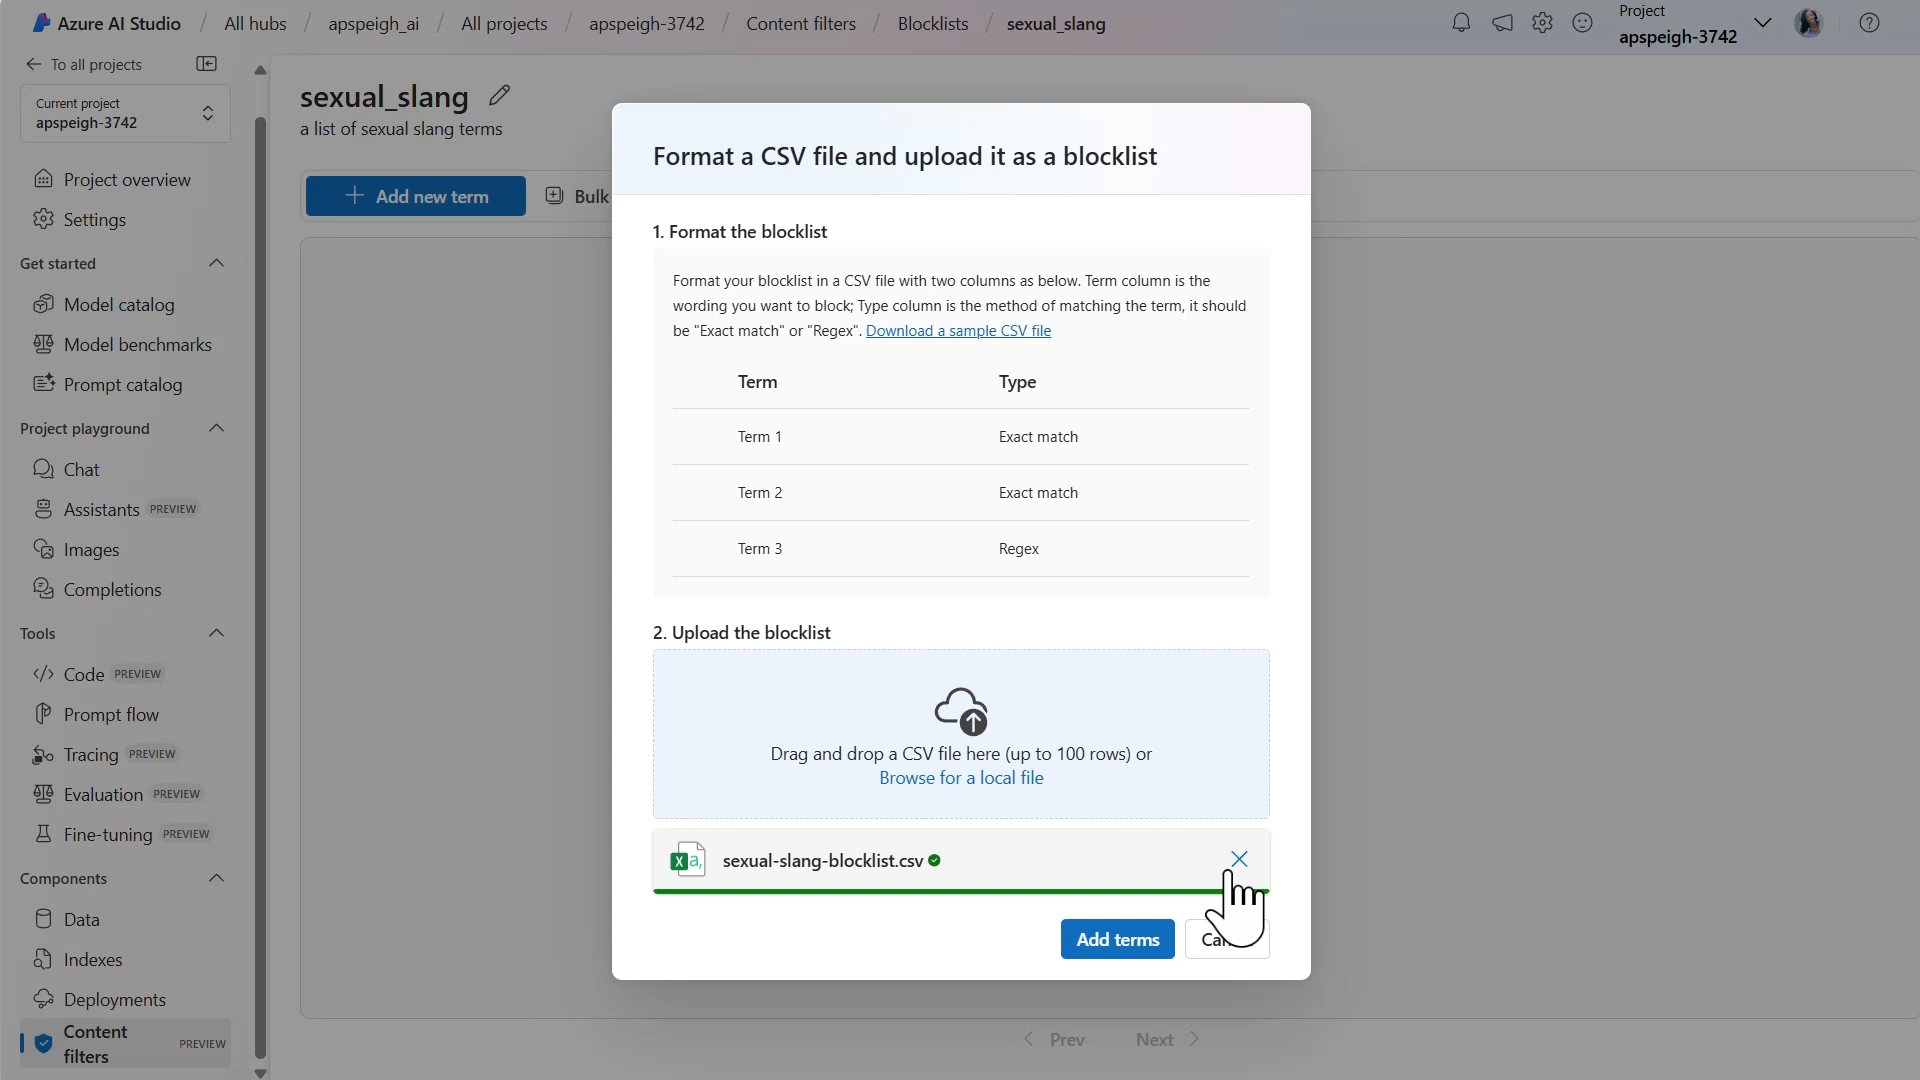 Azure AI Studio / All hubs / apspeigh_ai / All projects / apspeigh-3742 / Content filters / Blocklists / sexual_slang
Project
apspeigh-3742
To all projects
Current project
apspeigh-3742
Project overview
Settings
Get started
Model catalog
Model benchmarks
Prompt catalog
Project playground
Chat
Assistants PREVIEW
Images
Completions
Tools
Code PREVIEW
Prompt flow
Tracing PREVIEW
Evaluation PREVIEW
Fine-tuning PREVIEW
Components
Data
Indexes
Deployments
Content
filters PREVIEW
sexual_slang
a list of sexual slang terms
Add new term
Bulk
Format a CSV file and upload it as a blocklist
1. Format the blocklist
Format your blocklist in a CSV file with two columns as below. Term column is the
wording you want to block; Type column is the method of matching the term, it should
be "Exact match" or "Regex". Download a sample CSV file
Term Type
Term 1 Exact match
Term 2 Exact match
Term 3 Regex
2. Upload the blocklist
Drag and drop a CSV file here (up to 100 rows) or
Browse for a local file
sexual-slang-blocklist.csv
Add terms
Prev Next